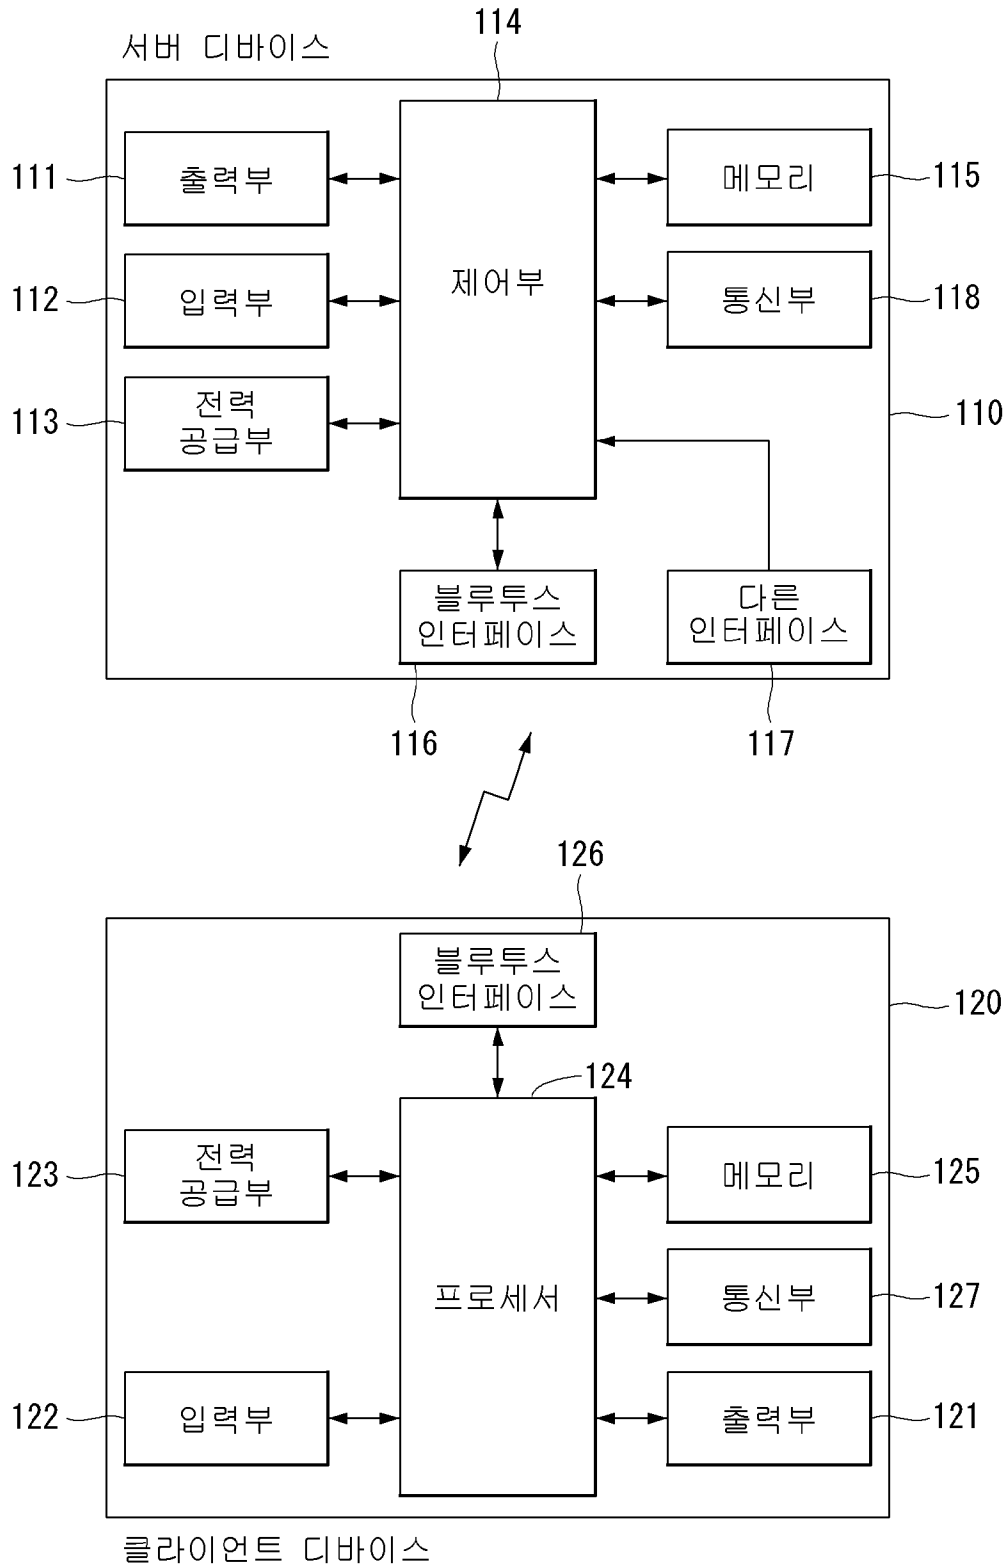 114
서버 디바이스
111
출력부
제어부
메모리
115
112
입력부
통신부
118
113
전력
공급부
110
블루투스
인터페이스
다른
인터페이스
116
117
126
블루투스
인터페이스
120
124
123
전력
공급부
프로세서
메모리
125
통신부
127
122
입력부
출력부
121
클라이언트 디바이스